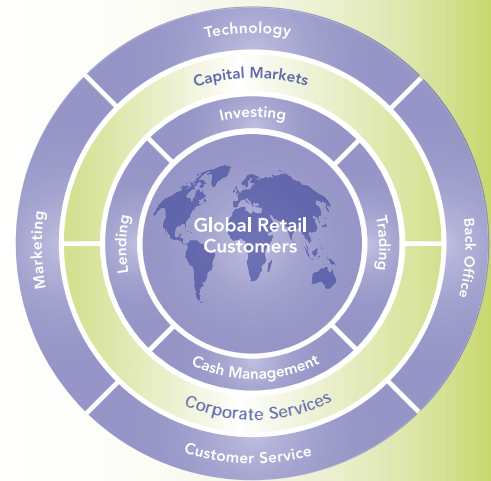 Technology
Capital Markets
Investing
Marketing
Lending
Global Retail
Customers
Trading
Back Office
Cash Management
Corporate Services
Customer Service